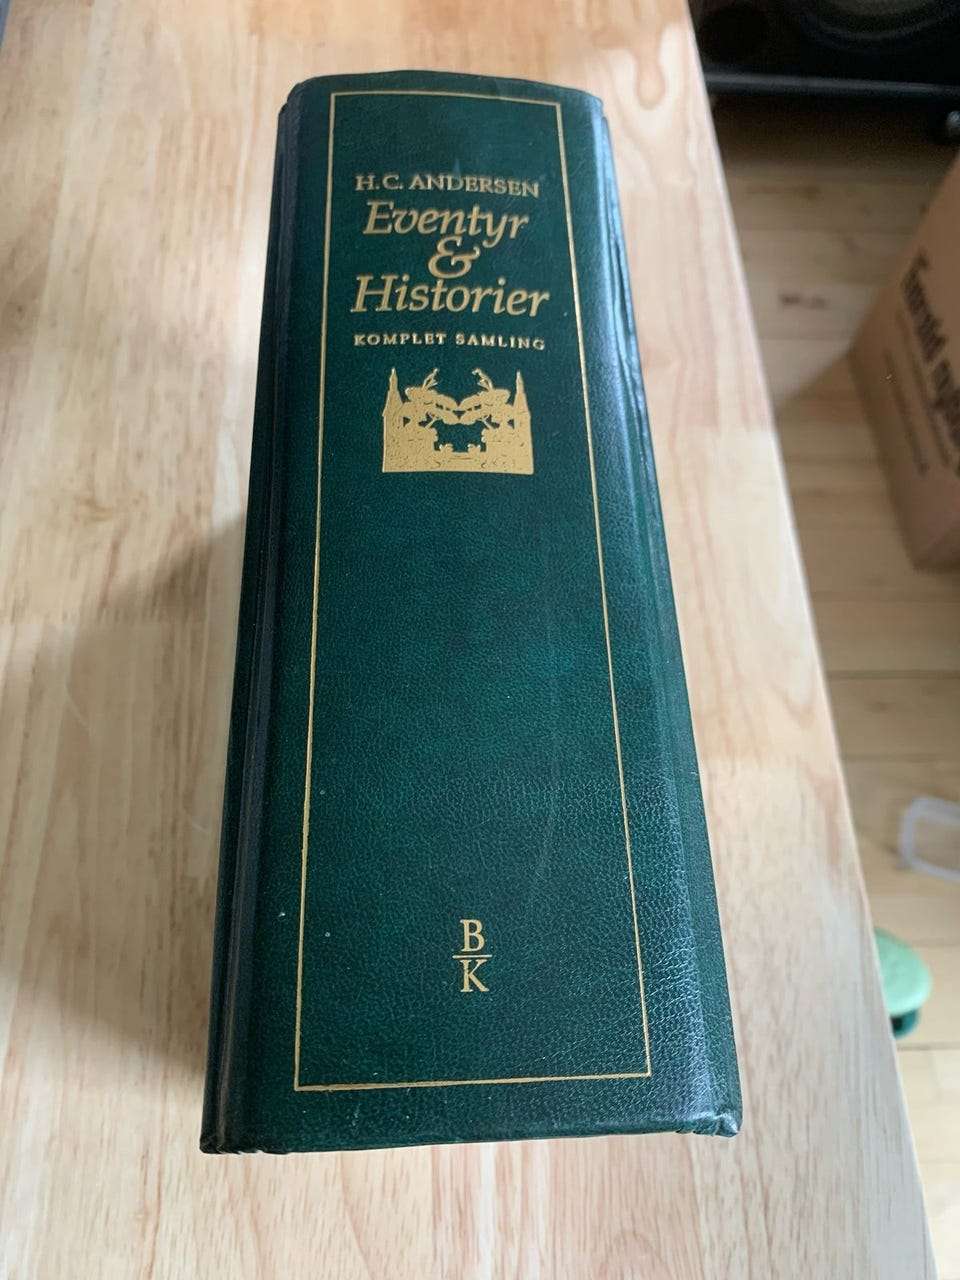 H.C. ANDERSEN
Eventyr
&
Historier
KOMPLET SAMLING
B
K